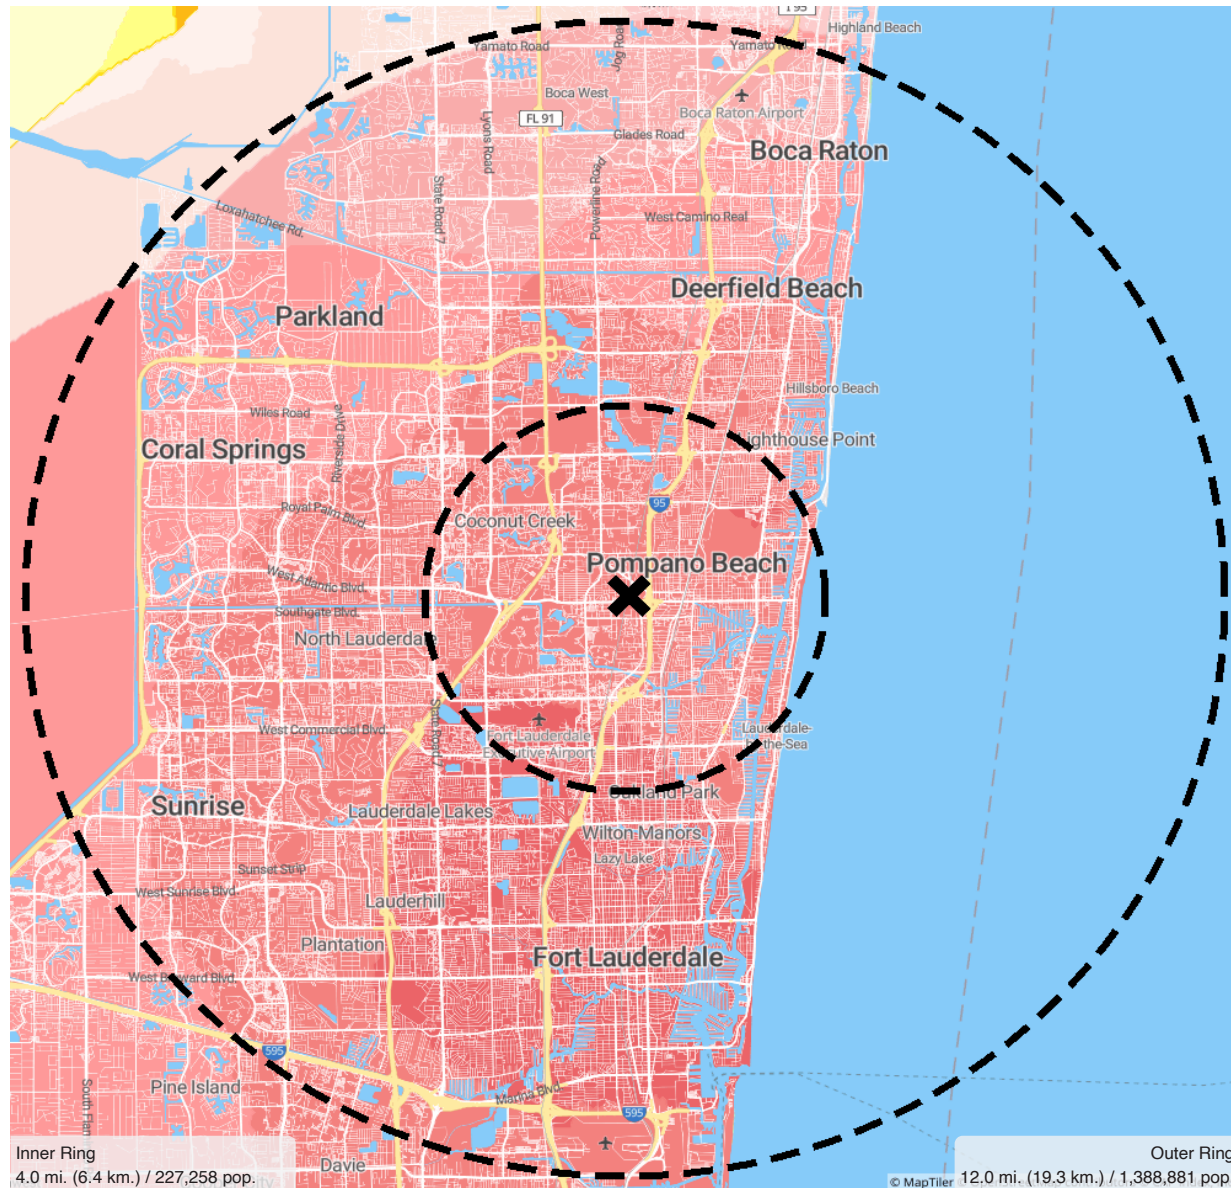 I 95
Highland Beach
Yamato Road
Jog Road
Yamato Road
Boca West
Boca Raton Airport
FL 91
Glades Road
Lyons Road
Boca Raton
Powerline Road
State Road 7
Loxahatchee Rd.
West Camino Real
Deerfield Beach
Parkland
Hillsboro Beach
Wiles Road
Riverside Drive
Lighthouse Point
Coral Springs
95
Royal Palm Blvd.
Coconut Creek
Pompano Beach
West Atlantic Blvd.
Southgate Blvd.
North Lauderdale
State Road 7
West Commercial Blvd.
Fort Lauderdale
Executive Airport
Lauderdale-
by-the-Sea
Oakland Park
Sunrise
Lauderdale Lakes
Wilton Manors
Lazy Lake
Sunset Strip
West Sunrise Blvd.
Lauderhill
Plantation
Fort Lauderdale
West Broward Blvd.
595
Pine Island
Marina Blvd.
595
South Flam
Davie
Inner Ring
4.0 mi. (6.4 km.) / 227,258 pop.
Outer Ring
12.0 mi. (19.3 km.) / 1,388,881 pop.
© MapTiler